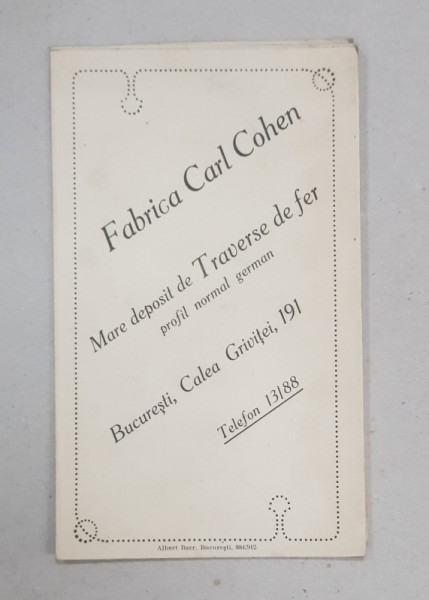 Fabrica Carl Cohen
Mare deposit de Traverse de fer
profil normal german
Bucureşti, Calea Griviţei, 191
Telefon 13/88
Albert Baer. Bucureşti, 884/912.